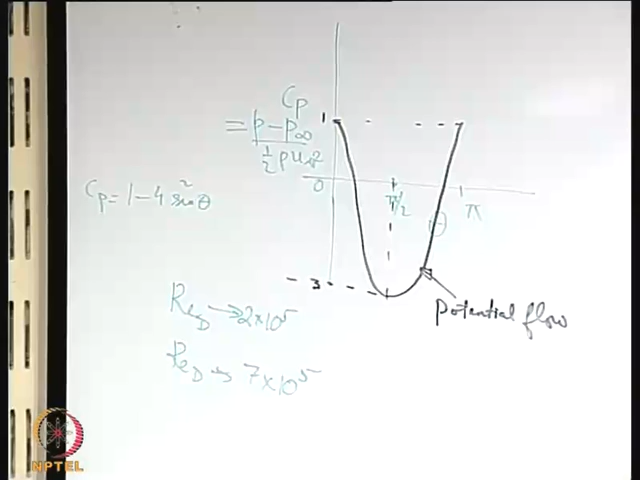 Cp
= p - p∞
½ρu∞²
1
0
π/2
θ
π
Cp = 1 - 4 sin²θ
- 3
Potential flow
Re_D → 2×10⁵
Re_D → 7×10⁵
NPTEL